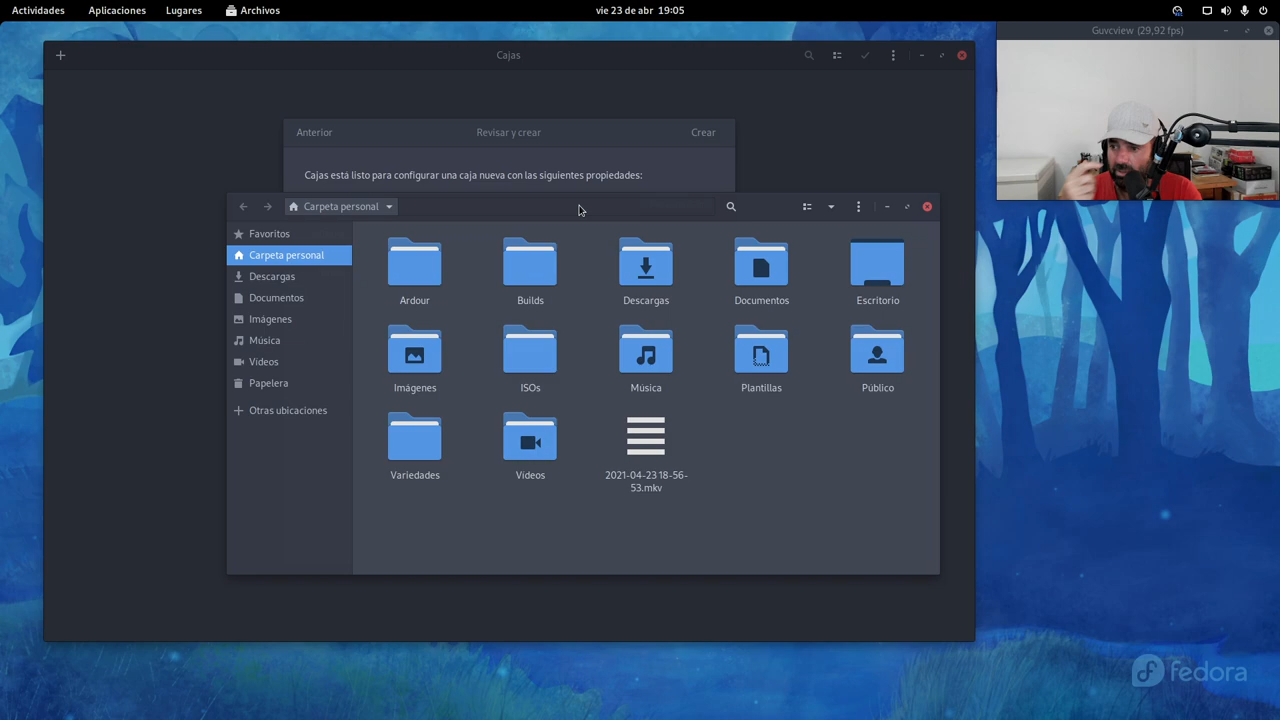 Actividades Aplicaciones Lugares Archivos vie 23 de abr 19:05
Guvcview (29,92 fps)
Cajas
Anterior Revisar y crear Crear
Cajas está listo para configurar una caja nueva con las siguientes propiedades:
Carpeta personal
Favoritos
Carpeta personal
Descargas
Documentos
Imágenes
Música
Vídeos
Papelera
Otras ubicaciones
Ardour Builds Descargas Documentos Escritorio
Imágenes ISOs Música Plantillas Público
Variedades Vídeos 2021-04-23 18-56-
53.mkv
fedora